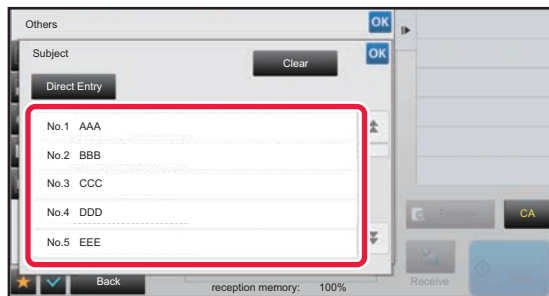 Others
OK
Subject
Clear
OK
Direct Entry
No.1 AAA
No.2 BBB
No.3 CCC
No.4 DDD
No.5 EEE
Preview
CA
Back
reception memory: 100%
Receive
Start